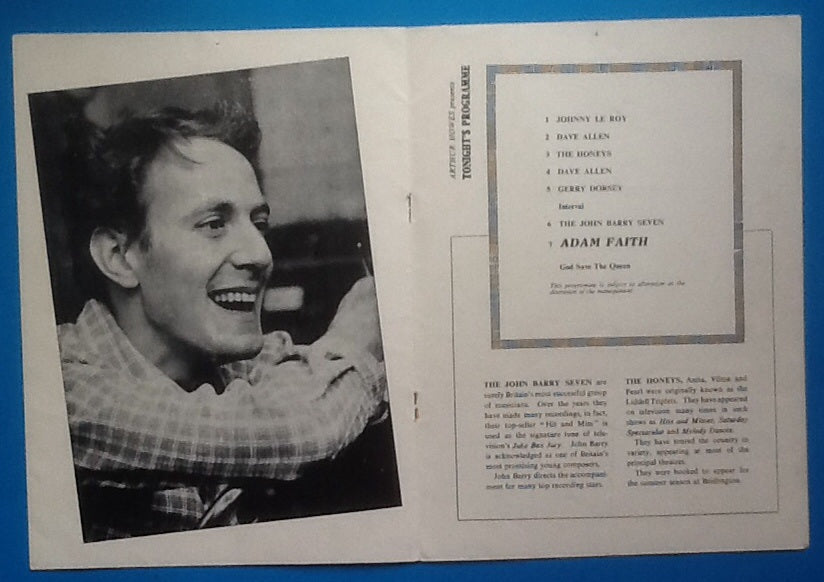 ARTHUR HOWES presents
TONIGHT'S PROGRAMME
1 JOHNNY LE ROY
2 DAVE ALLEN
3 THE HONEYS
4 DAVE ALLEN
5 GERRY DORSEY
Interval
6 THE JOHN BARRY SEVEN
7 ADAM FAITH
God Save The Queen
This programme is subject to alteration at the
discretion of the management
THE JOHN BARRY SEVEN are
surely Britain's most successful group
of musicians. Over the years they
have made many recordings, in fact,
their top-seller "Hit and Miss" is
used as the signature tune of tele-
vision's Juke Box Jury. John Barry
is acknowledged as one of Britain's
most promising young composers.
John Barry directs the accompani-
ment for many top recording stars.
THE HONEYS, Anita, Vilma and
Pearl were originally known as the
Liddell Triplets. They have appeared
on television many times in such
shows as Hits and Misses, Saturday
Spectacular and Melody Dances.
They have toured the country in
variety, appearing at most of the
principal theatres.
They were booked to appear for
the summer season at Bridlington.